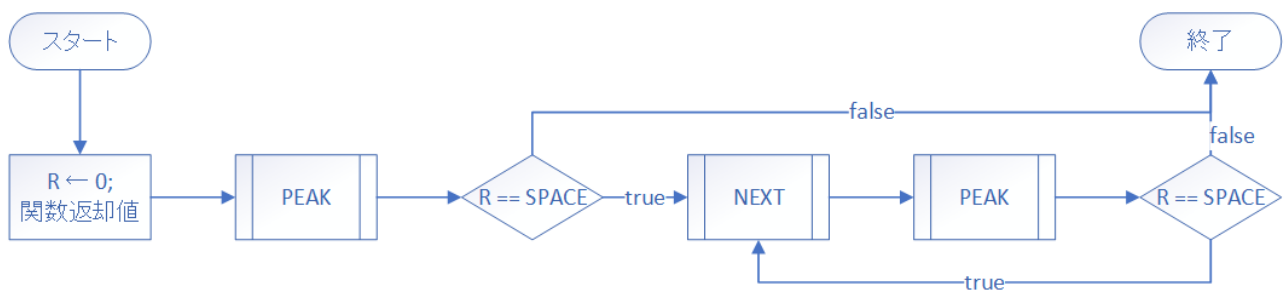 スタート
終了
false
false
R ← 0;
関数返却値
PEAK
R == SPACE
true
NEXT
PEAK
R == SPACE
true